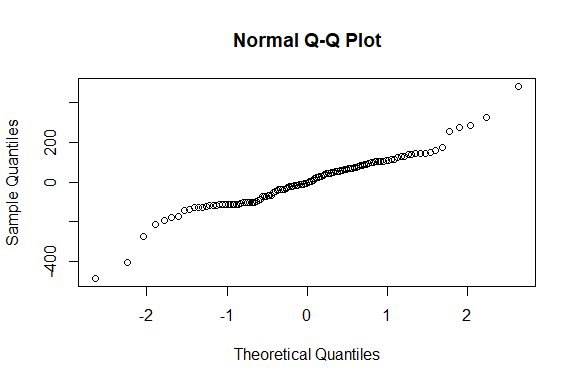 Normal Q-Q Plot
Sample Quantiles
200
0
-400
-2
-1
0
1
2
Theoretical Quantiles